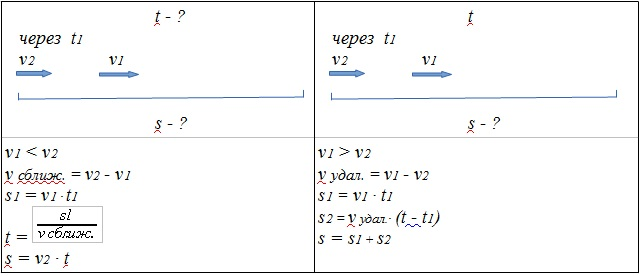 t - ?
через t1
v2 v1
s - ?
v1 < v2
v сближ. = v2 - v1
s1 = v1 · t1
t = sl / v сближ.
s = v2 · t
t
через t1
v2 v1
s - ?
v1 > v2
v удал. = v1 - v2
s1 = v1 · t1
s2 = v удал.· (t - t1)
s = s1 + s2